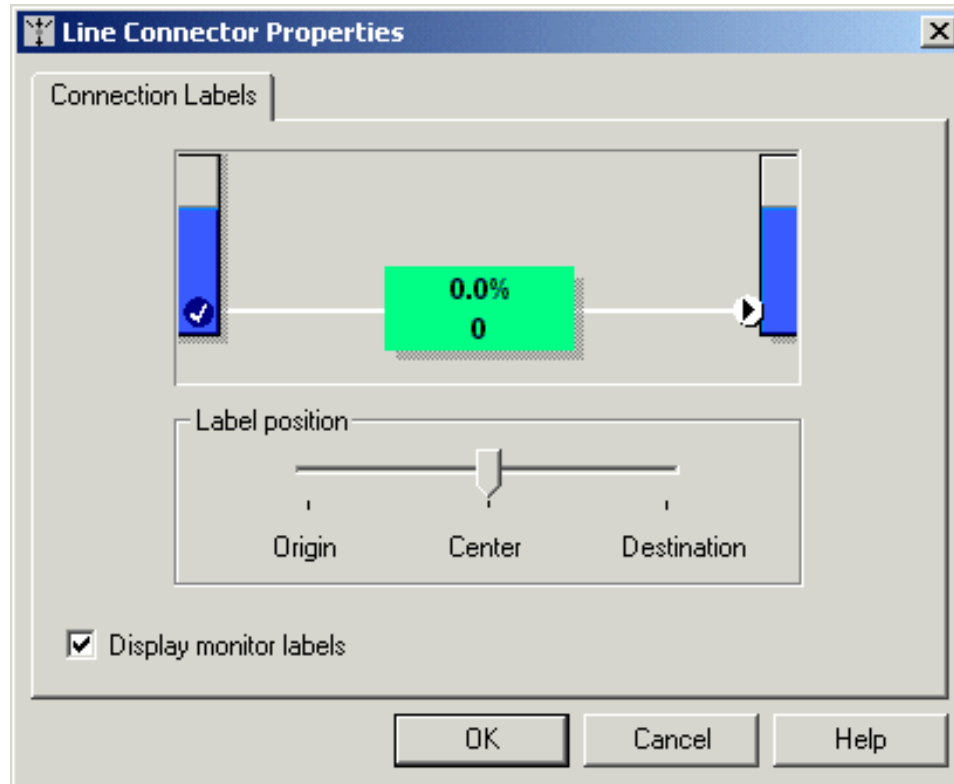 Line Connector Properties
Connection Labels
0.0%
0
Label position
Origin Center Destination
Display monitor labels
OK Cancel Help